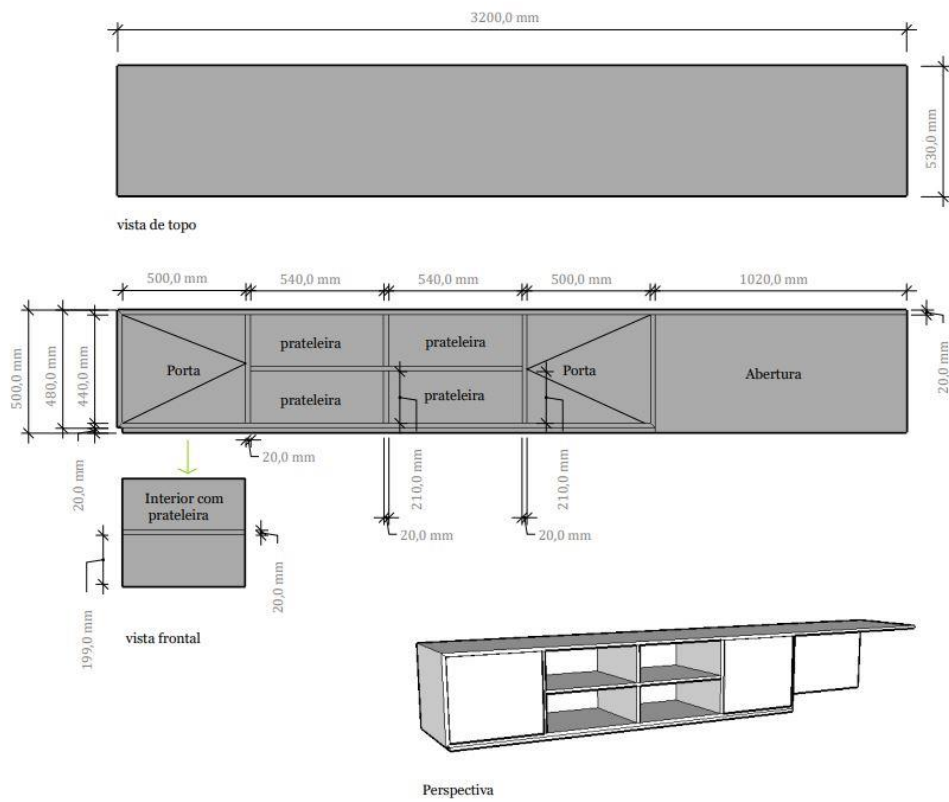 3200,0 mm
530,0 mm
vista de topo
500,0 mm
540,0 mm
540,0 mm
500,0 mm
1020,0 mm
500,0 mm
480,0 mm
440,0 mm
20,0 mm
Porta
prateleira
prateleira
prateleira
prateleira
Porta
Abertura
20,0 mm
20,0 mm
210,0 mm
210,0 mm
20,0 mm
20,0 mm
Interior com
prateleira
199,0 mm
20,0 mm
vista frontal
Perspectiva